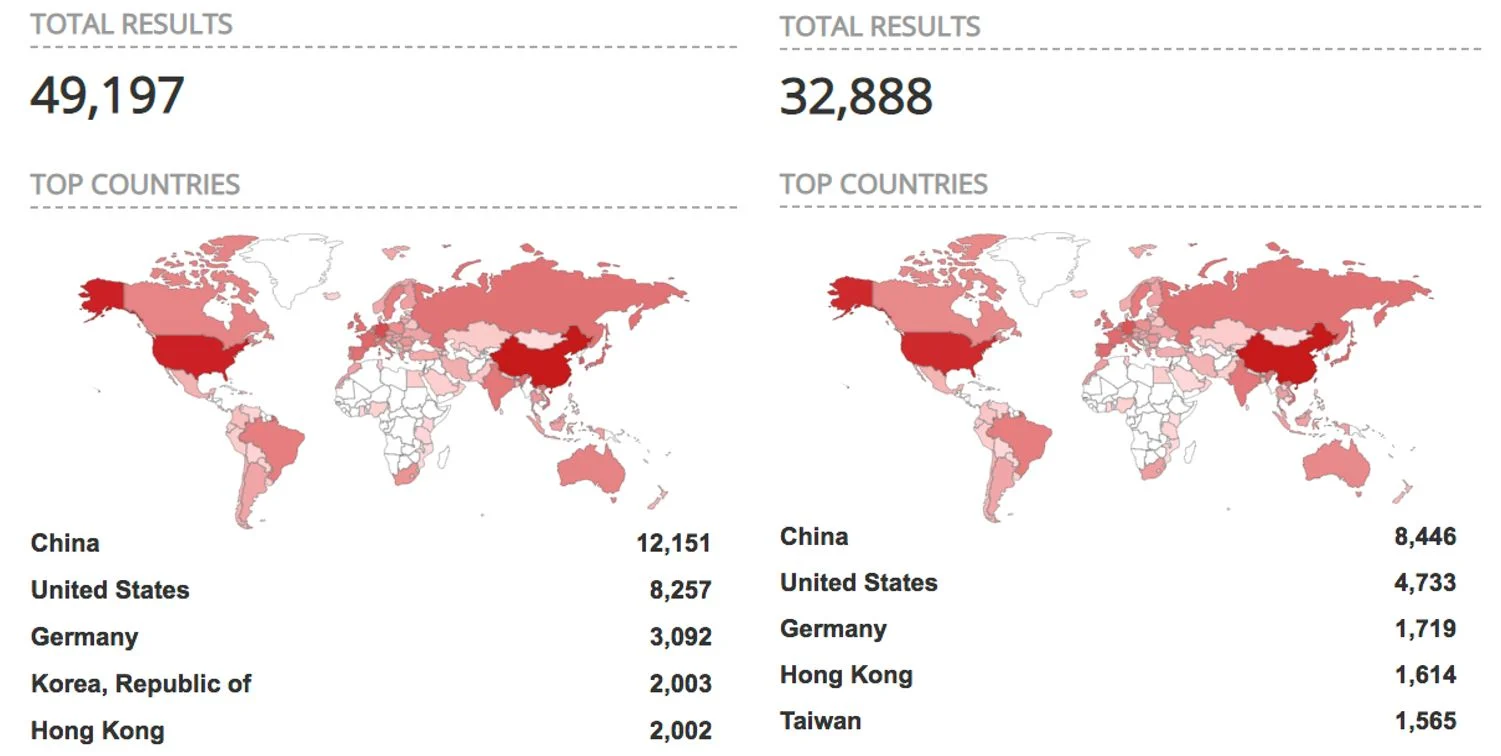 TOTAL RESULTS
49,197
TOP COUNTRIES
China 12,151
United States 8,257
Germany 3,092
Korea, Republic of 2,003
Hong Kong 2,002
TOTAL RESULTS
32,888
TOP COUNTRIES
China 8,446
United States 4,733
Germany 1,719
Hong Kong 1,614
Taiwan 1,565